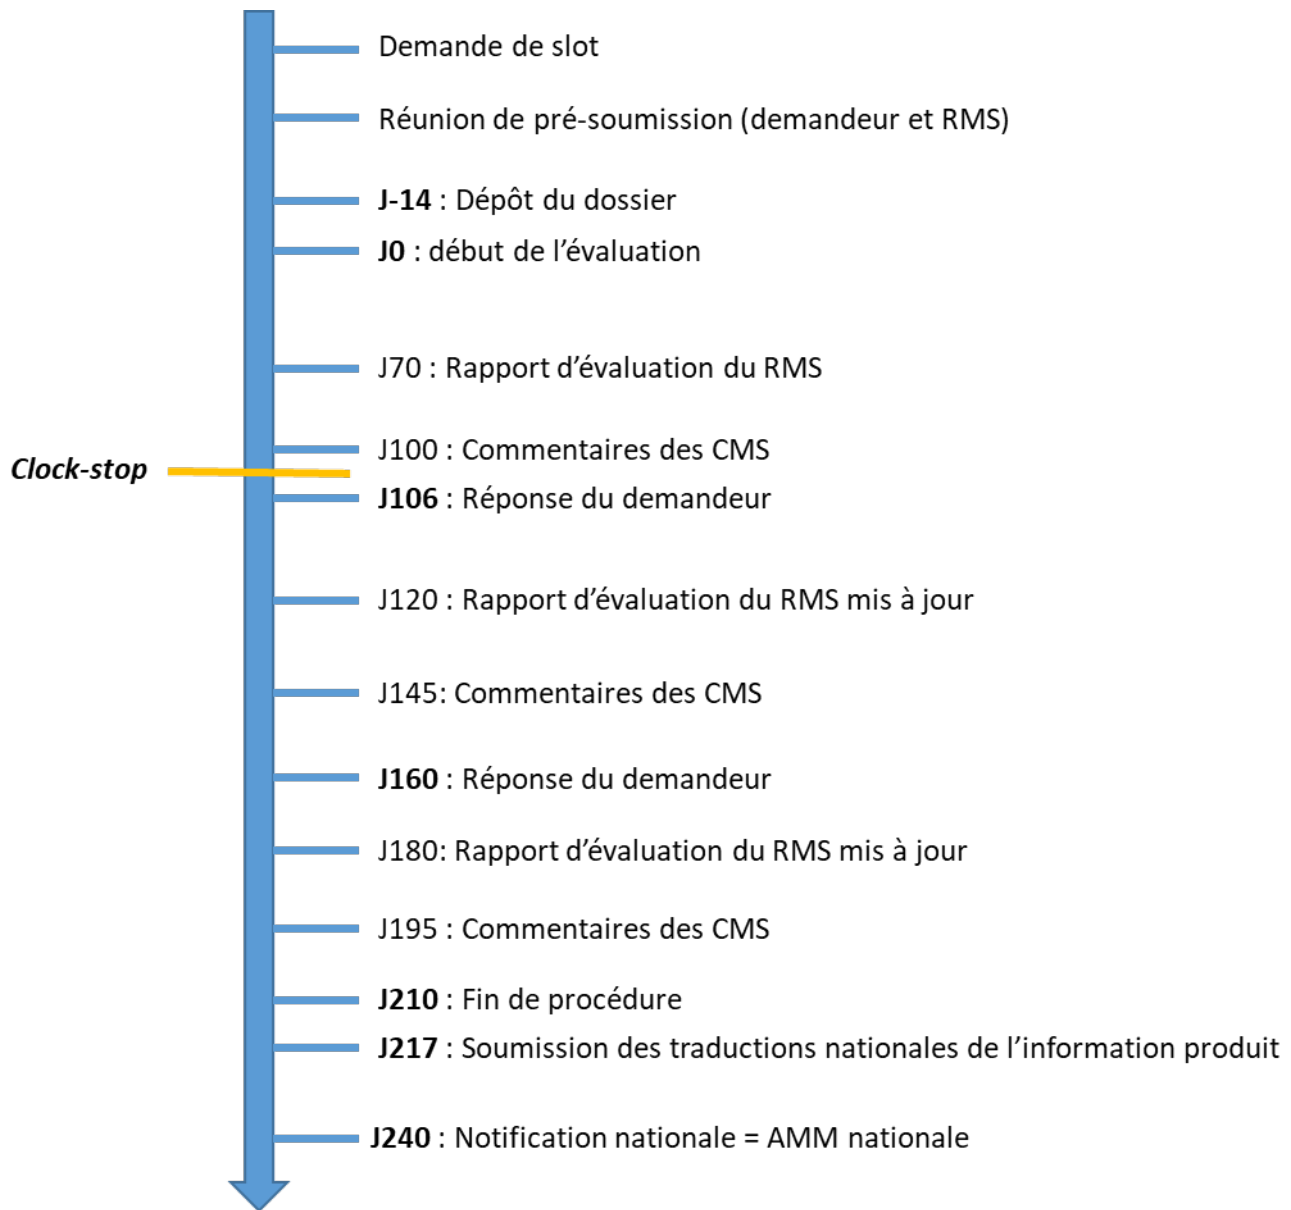 Demande de slot
Réunion de pré-soumission (demandeur et RMS)
J-14 : Dépôt du dossier
J0 : début de l’évaluation
J70 : Rapport d’évaluation du RMS
J100 : Commentaires des CMS
Clock-stop
J106 : Réponse du demandeur
J120 : Rapport d’évaluation du RMS mis à jour
J145: Commentaires des CMS
J160 : Réponse du demandeur
J180: Rapport d’évaluation du RMS mis à jour
J195 : Commentaires des CMS
J210 : Fin de procédure
J217 : Soumission des traductions nationales de l’information produit
J240 : Notification nationale = AMM nationale